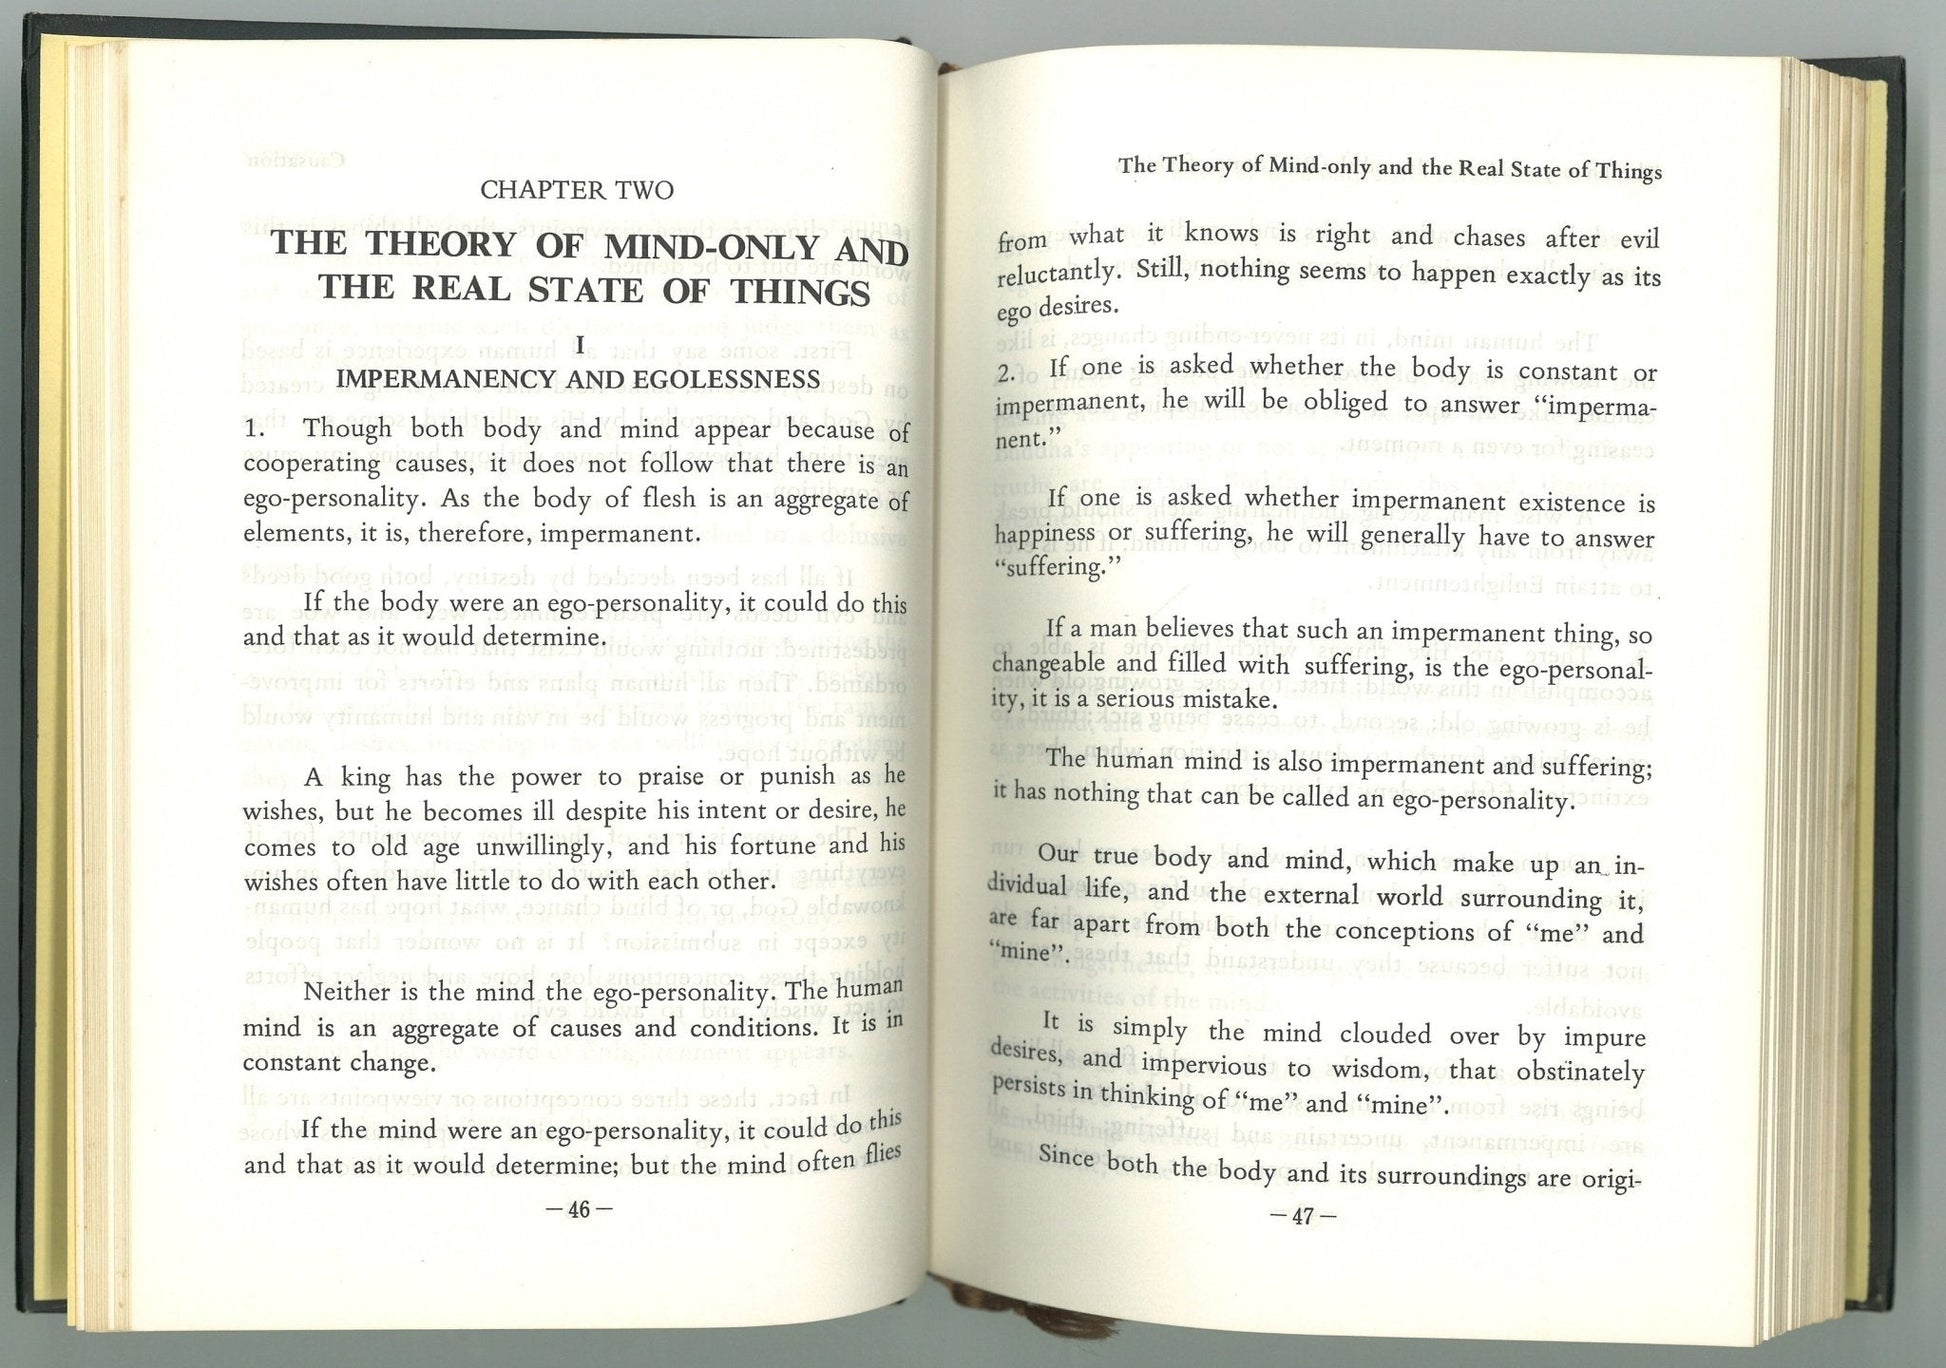 CHAPTER TWO
THE THEORY OF MIND-ONLY AND
THE REAL STATE OF THINGS
I
IMPERMANENCY AND EGOLESSNESS
1. Though both body and mind appear because of
cooperating causes, it does not follow that there is an
ego-personality. As the body of flesh is an aggregate of
elements, it is, therefore, impermanent.
If the body were an ego-personality, it could do this
and that as it would determine.
A king has the power to praise or punish as he
wishes, but he becomes ill despite his intent or desire, he
comes to old age unwillingly, and his fortune and his
wishes often have little to do with each other.
Neither is the mind the ego-personality. The human
mind is an aggregate of causes and conditions. It is in
constant change.
If the mind were an ego-personality, it could do this
and that as it would determine; but the mind often flies
— 46 —
The Theory of Mind-only and the Real State of Things
from what it knows is right and chases after evil
reluctantly. Still, nothing seems to happen exactly as its
ego desires.
2. If one is asked whether the body is constant or
impermanent, he will be obliged to answer “imperma-
nent.”
If one is asked whether impermanent existence is
happiness or suffering, he will generally have to answer
“suffering.”
If a man believes that such an impermanent thing, so
changeable and filled with suffering, is the ego-personal-
ity, it is a serious mistake.
The human mind is also impermanent and suffering;
it has nothing that can be called an ego-personality.
Our true body and mind, which make up an in-
dividual life, and the external world surrounding it,
are far apart from both the conceptions of “me” and
“mine”.
It is simply the mind clouded over by impure
desires, and impervious to wisdom, that obstinately
persists in thinking of “me” and “mine”.
Since both the body and its surroundings are origi-
— 47 —